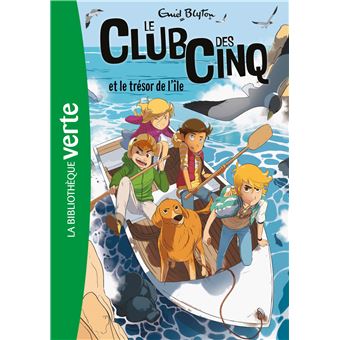 Enid Blyton
LE
CLUB DES
CINQ
et le trésor de l'île
LA BIBLIOTHÈQUE verte